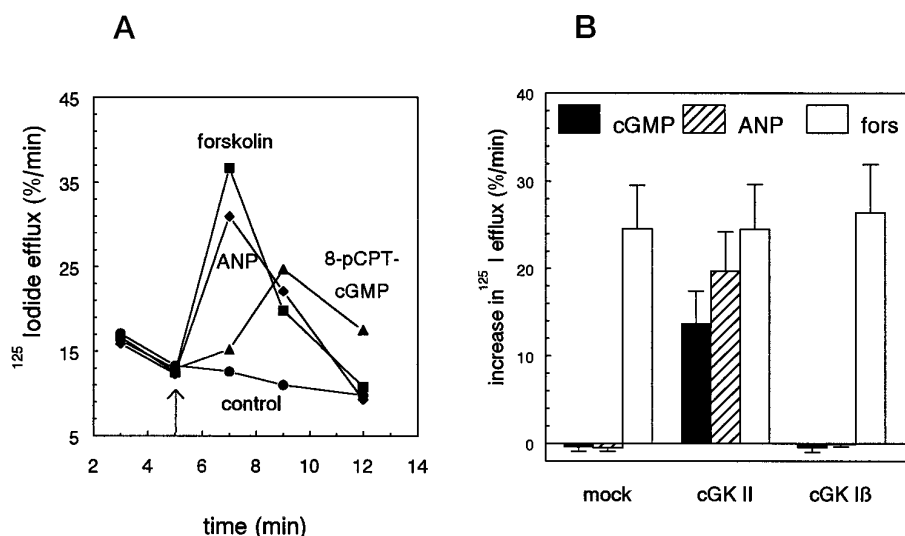 A
45
35
25
15
5
¹²⁵ Iodide efflux (%/min)
forskolin
ANP
8-pCPT-
cGMP
control
2 4 6 8 10 12 14
time (min)
B
40
30
20
10
0
increase in ¹²⁵I efflux (%/min)
cGMP ANP fors
mock cGK II cGK Iß